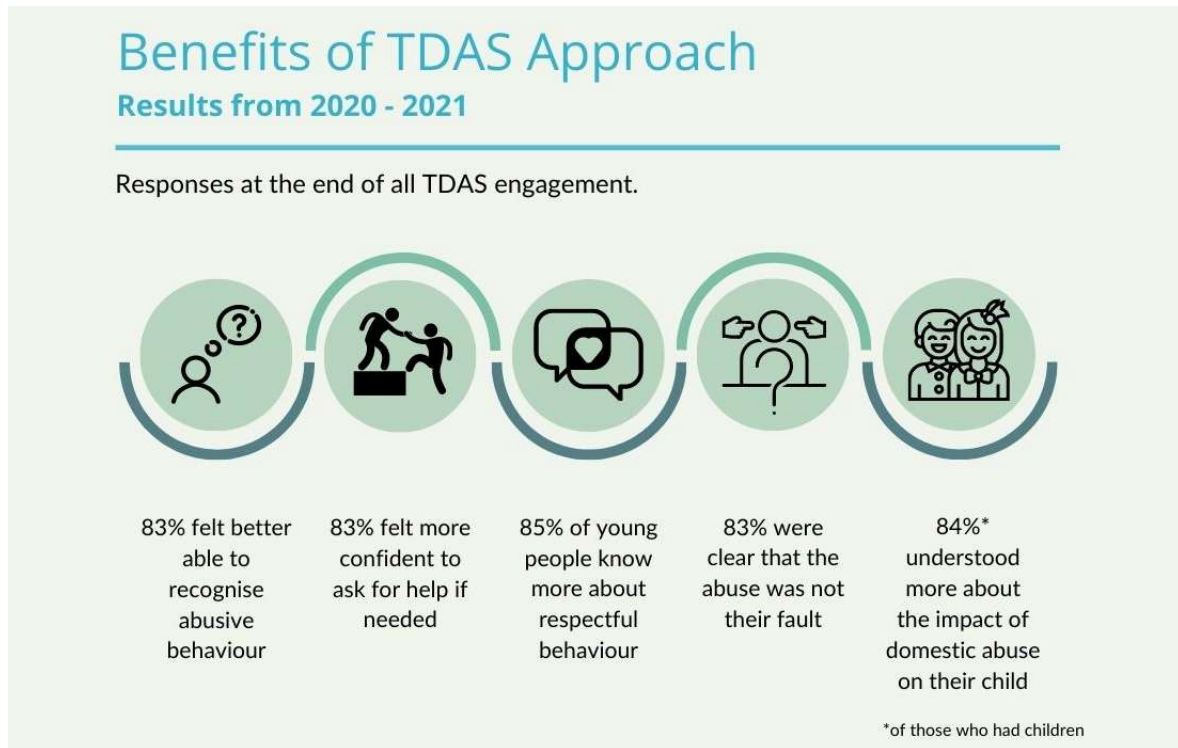 Benefits of TDAS Approach
Results from 2020 - 2021
Responses at the end of all TDAS engagement.
83% felt better
able to
recognise
abusive
behaviour
83% felt more
confident to
ask for help if
needed
85% of young
people know
more about
respectful
behaviour
83% were
clear that the
abuse was not
their fault
84%*
understood
more about
the impact of
domestic abuse
on their child
*of those who had children